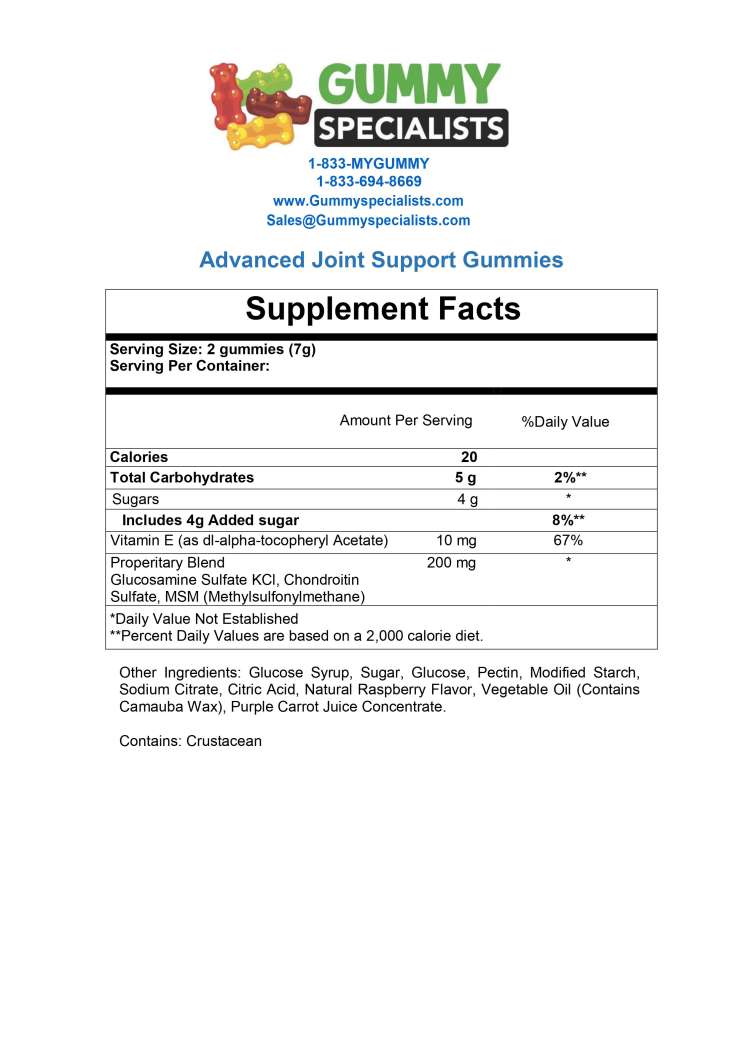 GUMMY
SPECIALISTS
1-833-MYGUMMY
1-833-694-8669
www.Gummyspecialists.com
Sales@Gummyspecialists.com
Advanced Joint Support Gummies
Supplement Facts
Serving Size: 2 gummies (7g)
Serving Per Container:
Amount Per Serving %Daily Value
Calories 20
Total Carbohydrates 5 g 2%**
Sugars 4 g *
Includes 4g Added sugar 8%**
Vitamin E (as dl-alpha-tocopheryl Acetate) 10 mg 67%
Properitary Blend 200 mg *
Glucosamine Sulfate KCl, Chondroitin
Sulfate, MSM (Methylsulfonylmethane)
*Daily Value Not Established
**Percent Daily Values are based on a 2,000 calorie diet.
Other Ingredients: Glucose Syrup, Sugar, Glucose, Pectin, Modified Starch,
Sodium Citrate, Citric Acid, Natural Raspberry Flavor, Vegetable Oil (Contains
Camauba Wax), Purple Carrot Juice Concentrate.
Contains: Crustacean